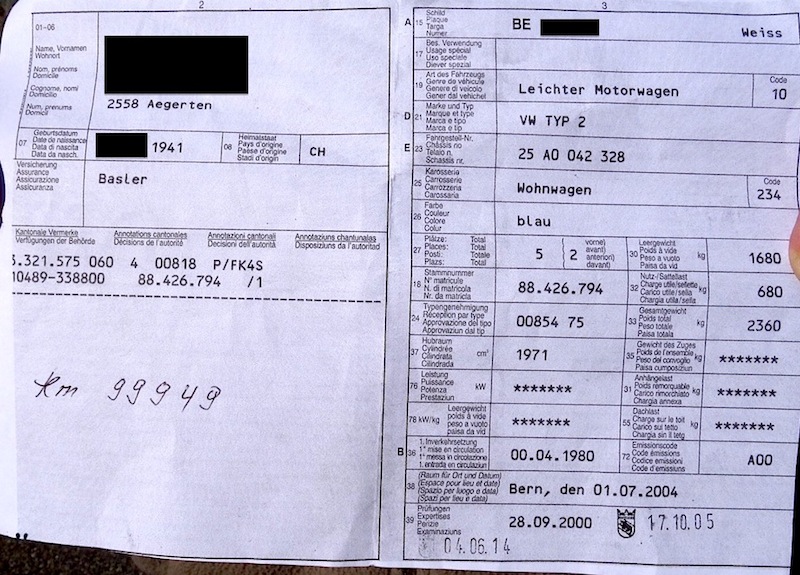 2
01-06
Name, Vornamen
Wohnort
Nom, prénoms
Domicile
Cognome, nomi
Domicilio
Num, prenums
Domicil
2558 Aegerten
07 Geburtsdatum
Date de naissance
Data di nascita
Data da nasch.
1941
08 Heimatstaat
Pays d'origine
Paese d'origine
Stadi d'origin
CH
Versicherung
Assurance
Assicurazione
Assicuranza
Basler
Kantonale Vermerke
Verfügungen der Behörde
Annotations cantonales
Décisions de l'autorité
Annotazioni cantonali
Decisioni dell'autorità
Annotaziuns chantunalas
Disposiziuns da l'autoritad
3.321.575 060 4 00818 P/FK4S
10489-338800 88.426.794 /1
km 99949
3
A 15 Schild
Plaque
Targa
Numer
BE
Weiss
17 Bes. Verwendung
Usage spécial
Uso speciale
Diever spezial
19 Art des Fahrzeugs
Genre de véhicule
Genere di veicolo
Gener dal vehichel
Leichter Motorwagen
Code
10
D 21 Marke und Typ
Marque et type
Marca e tipo
Marca e tip
VW TYP 2
E 23 Fahrgestell-Nr.
Châssis no
Telaio n.
Schassis nr.
25 A0 042 328
25 Karosserie
Carrosserie
Carrozzeria
Carossaria
Wohnwagen
Code
234
26 Farbe
Couleur
Colore
Colur
blau
27 Plätze: Total
Places: Total
Posti: Totale
Plazs: Total
5 { 2 vorne)
avant)
anteriori)
davant)
30 Leergewicht
Poids à vide
Peso a vuoto
Paisa da vid
kg
1680
18 Stammnummer
N° matricule
N. di matricola
Nr. da matricla
88.426.794
32 Nutz-/Sattellast
Charge utile/sellette
Carico utile/sella
Chargia utila/sella
kg
680
24 Typengenehmigung
Réception par type
Approvazione del tipo
Approvaziun dal tip
00854 75
33 Gesamtgewicht
Poids total
Peso totale
Paisa totala
kg
2360
37 Hubraum
Cylindrée
Cilindrata
Cilindrada
cm³
1971
35 Gewicht des Zuges
Poids de l'ensemble
Peso del convoglio
Paisa cumposiziun
kg
*******
76 Leistung
Puissance
Potenza
Prestaziun
kW
*******
31 Anhängelast
Poids remorquable
Carico rimorchiato
Chargia annexa
kg
*******
78 kW/kg Leergewicht
poids à vide
peso a vuoto
paisa da vid
*******
55 Dachlast
Charge sur le toit
Carico sul tetto
Chargia sin il tetg
kg
*******
B 36 1. Inverkehrsetzung
1re mise en circulation
1a messa in circolazione
1. entrada en circulaziun
00.04.1980
72 Emissionscode
Code émissions
Codice emissioni
Code d'emissiuns
A00
38 (Raum für Ort und Datum)
(Espace pour lieu et date)
(Spazio per luogo e data)
(Spazi per lieu e data)
Bern, den 01.07.2004
39 Prüfungen
Expertises
Perizie
Examinaziuns
28.09.2000
17.10.05
04.06.14